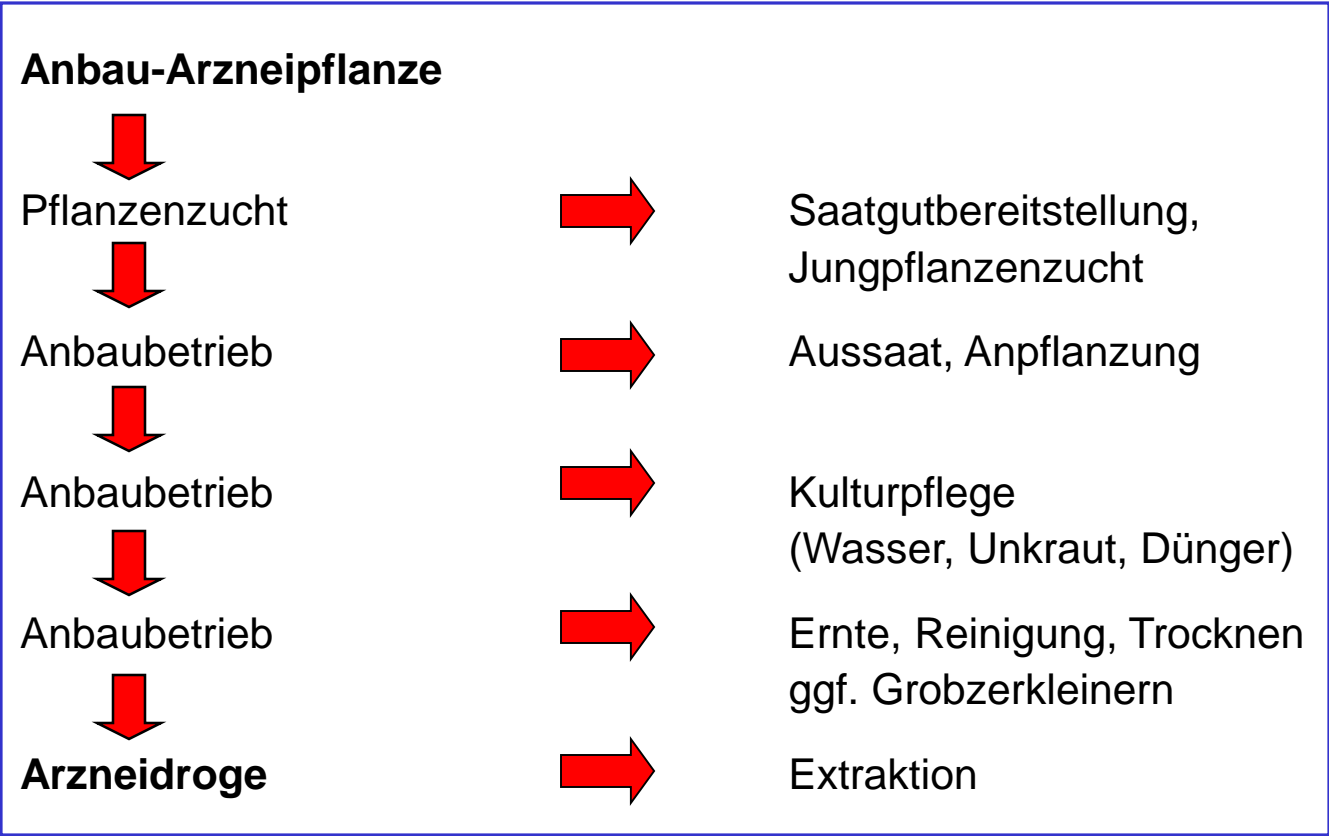 Anbau-Arzneipflanze
Pflanzenzucht
Saatgutbereitstellung,
Jungpflanzenzucht
Anbaubetrieb
Aussaat, Anpflanzung
Anbaubetrieb
Kulturpflege
(Wasser, Unkraut, Dünger)
Anbaubetrieb
Ernte, Reinigung, Trocknen
ggf. Grobzerkleinern
Arzneidroge
Extraktion